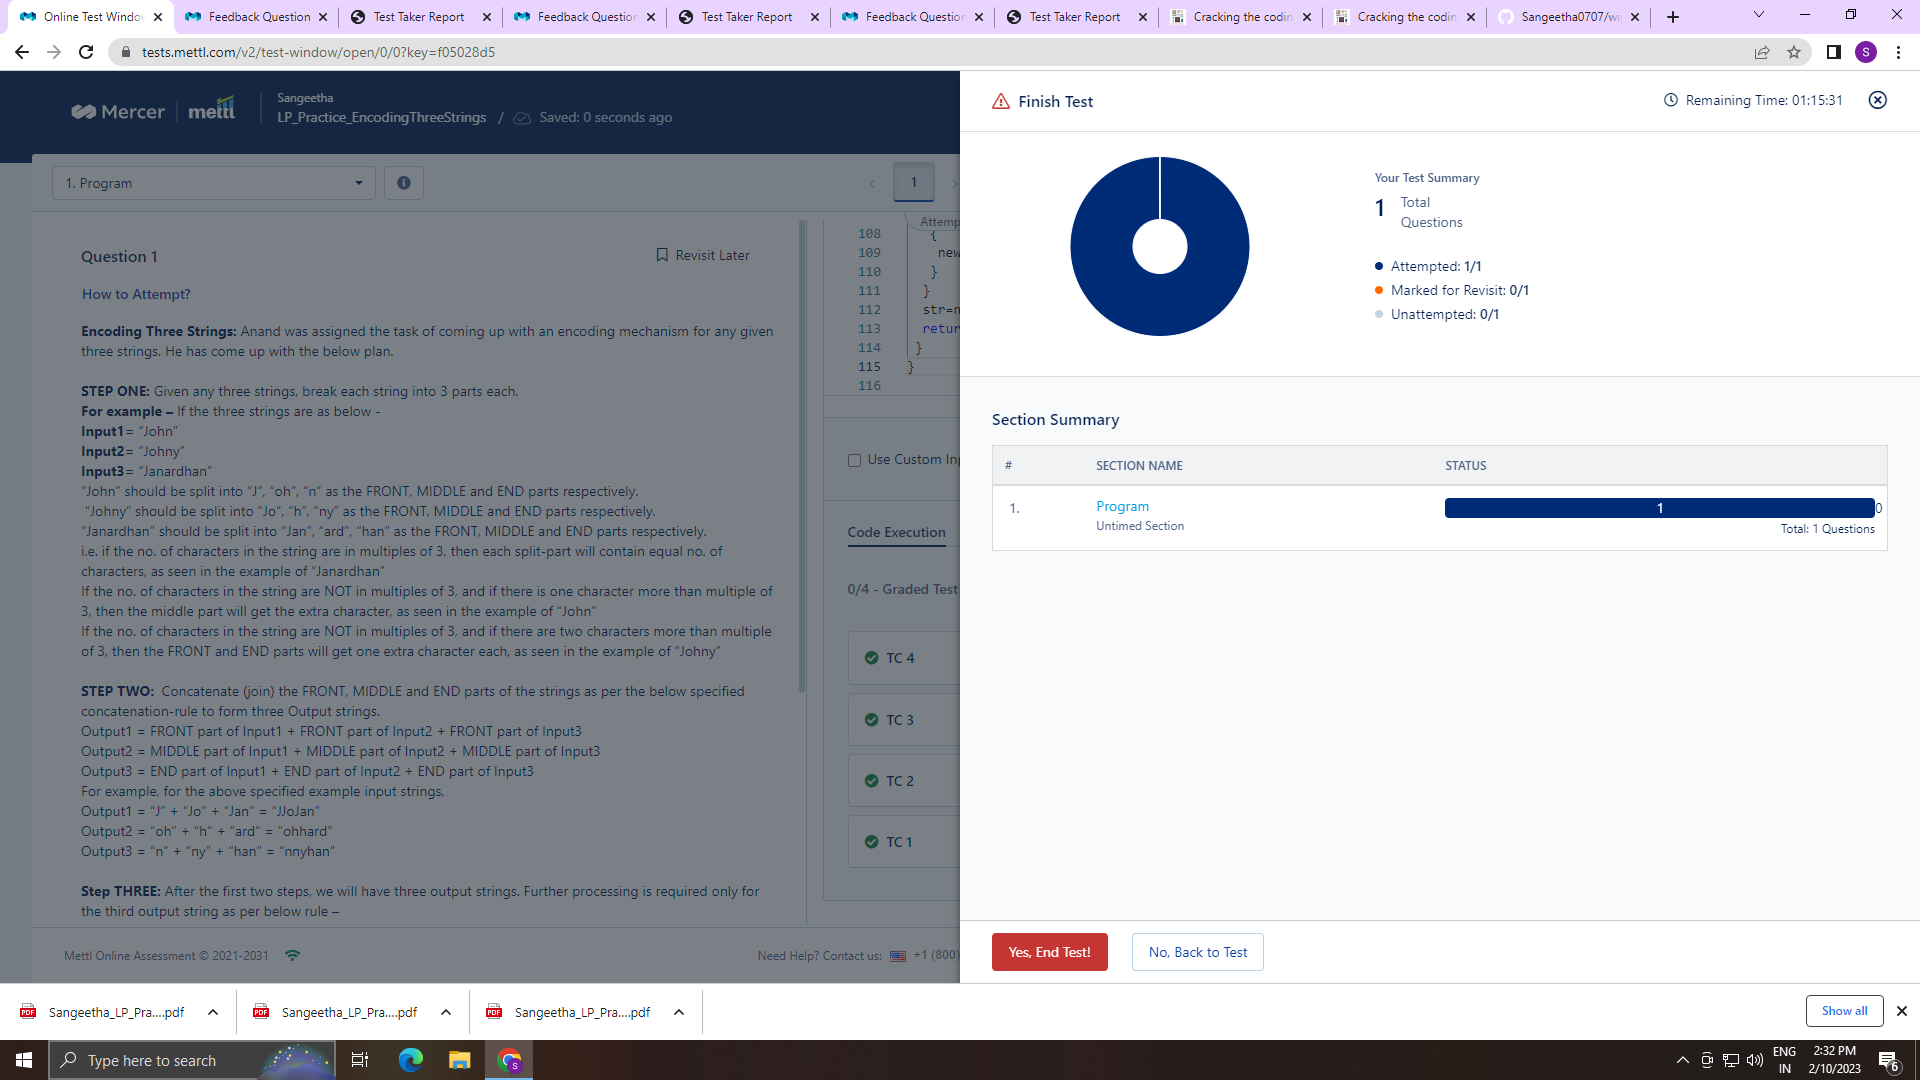 Online Test Windo
Feedback Question
Test Taker Report
Feedback Question
Test Taker Report
Feedback Question
Test Taker Report
Cracking the codin
Cracking the codin
Sangeetha0707/wi
tests.mettl.com/v2/test-window/open/0/0?key=f05028d5
S
Mercer | mettl
Sangeetha
LP_Practice_EncodingThreeStrings / Saved: 0 seconds ago
1. Program
1
Question 1
Revisit Later
How to Attempt?
Encoding Three Strings: Anand was assigned the task of coming up with an encoding mechanism for any given
three strings. He has come up with the below plan.
STEP ONE: Given any three strings, break each string into 3 parts each.
For example – If the three strings are as below -
Input1= “John”
Input2= “Johny”
Input3= “Janardhan”
“John” should be split into “J”, “oh”, “n” as the FRONT, MIDDLE and END parts respectively.
“Johny” should be split into “Jo”, “h”, “ny” as the FRONT, MIDDLE and END parts respectively.
“Janardhan” should be split into “Jan”, “ard”, “han” as the FRONT, MIDDLE and END parts respectively.
i.e. if the no. of characters in the string are in multiples of 3, then each split-part will contain equal no. of
characters, as seen in the example of “Janardhan”
If the no. of characters in the string are NOT in multiples of 3, and if there is one character more than multiple of
3, then the middle part will get the extra character, as seen in the example of “John”
If the no. of characters in the string are NOT in multiples of 3, and if there are two characters more than multiple
of 3, then the FRONT and END parts will get one extra character each, as seen in the example of “Johny”
STEP TWO: Concatenate (join) the FRONT, MIDDLE and END parts of the strings as per the below specified
concatenation-rule to form three Output strings.
Output1 = FRONT part of Input1 + FRONT part of Input2 + FRONT part of Input3
Output2 = MIDDLE part of Input1 + MIDDLE part of Input2 + MIDDLE part of Input3
Output3 = END part of Input1 + END part of Input2 + END part of Input3
For example, for the above specified example input strings,
Output1 = “J” + “Jo” + “Jan” = “JJoJan”
Output2 = “oh” + “h” + “ard” = “ohhard”
Output3 = “n” + “ny” + “han” = “nnyhan”
Step THREE: After the first two steps, we will have three output strings. Further processing is required only for
the third output string as per below rule –
Attemp
108 {
109 new
110 }
111 }
112 str=n
113 retur
114 }
115 }
116
Use Custom Inp
Code Execution
0/4 - Graded Test
TC 4
TC 3
TC 2
TC 1
Mettl Online Assessment © 2021-2031
Need Help? Contact us: +1 (800)
Finish Test
Remaining Time: 01:15:31
Your Test Summary
1 Total
Questions
Attempted: 1/1
Marked for Revisit: 0/1
Unattempted: 0/1
Section Summary
# SECTION NAME STATUS
1. Program 1 0
Untimed Section Total: 1 Questions
Yes, End Test!
No, Back to Test
Sangeetha_LP_Pra....pdf
Sangeetha_LP_Pra....pdf
Sangeetha_LP_Pra....pdf
Show all
Type here to search
ENG
IN
2:32 PM
2/10/2023
6